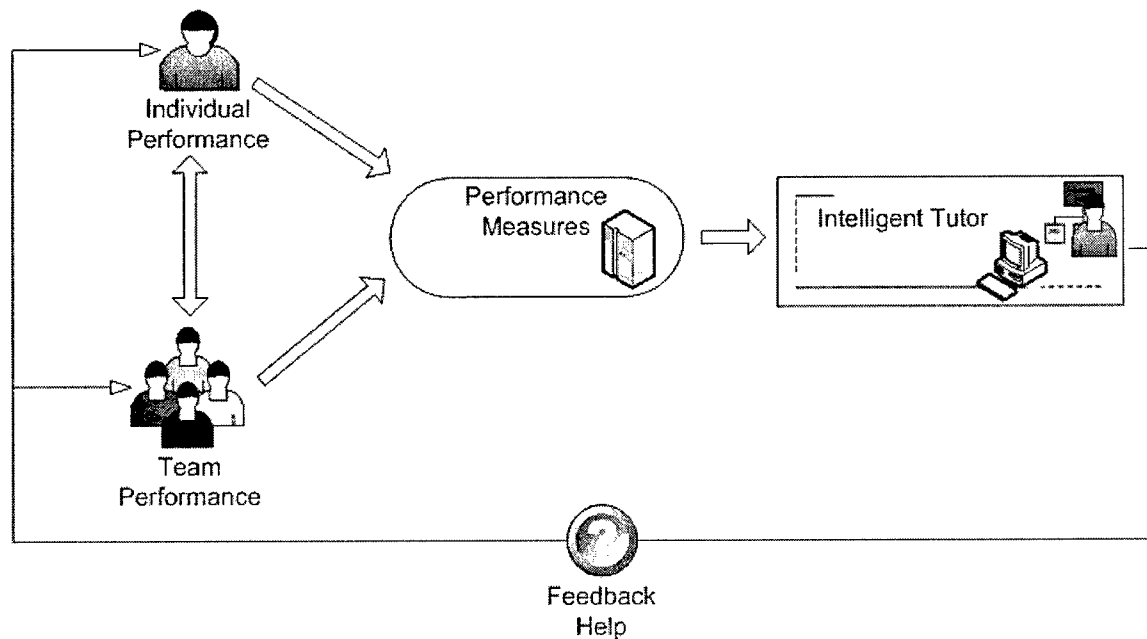 Individual
Performance
Performance
Measures
Intelligent Tutor
Team
Performance
Feedback
Help